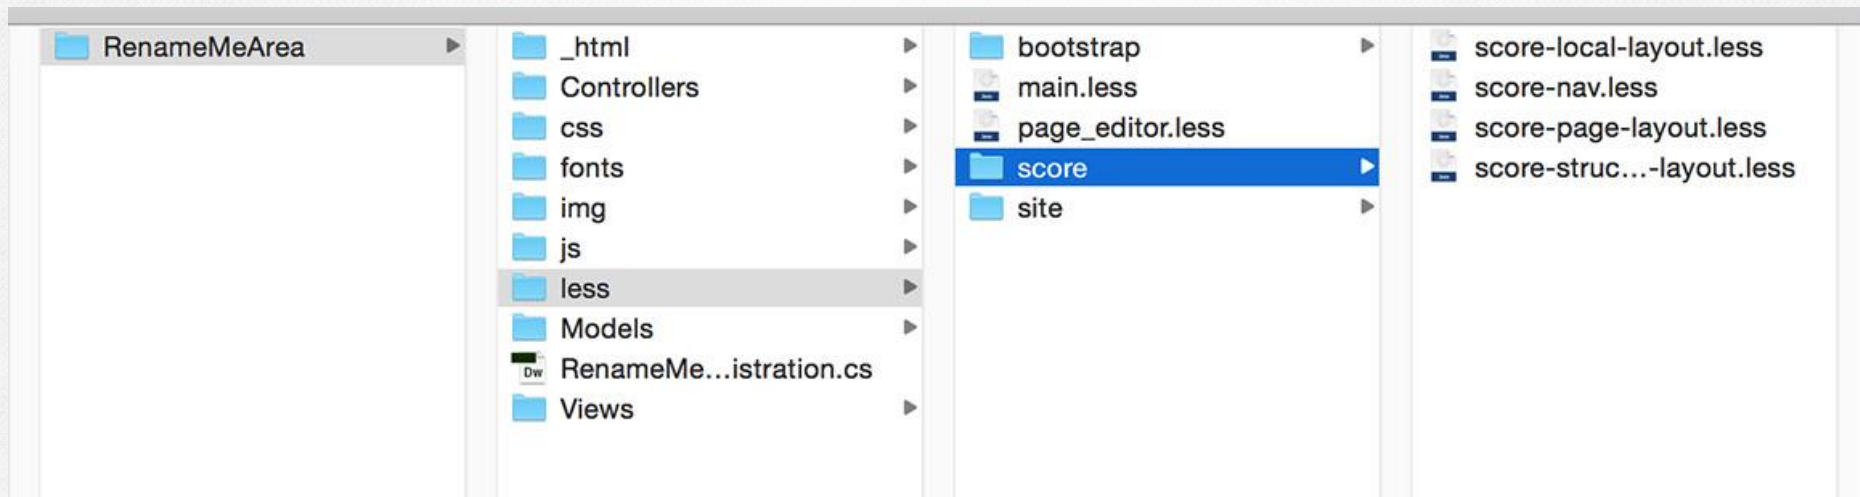 RenameMeArea
_html
Controllers
css
fonts
img
js
less
Models
RenameMe...istration.cs
Views
bootstrap
main.less
page_editor.less
score
site
score-local-layout.less
score-nav.less
score-page-layout.less
score-struc...-layout.less